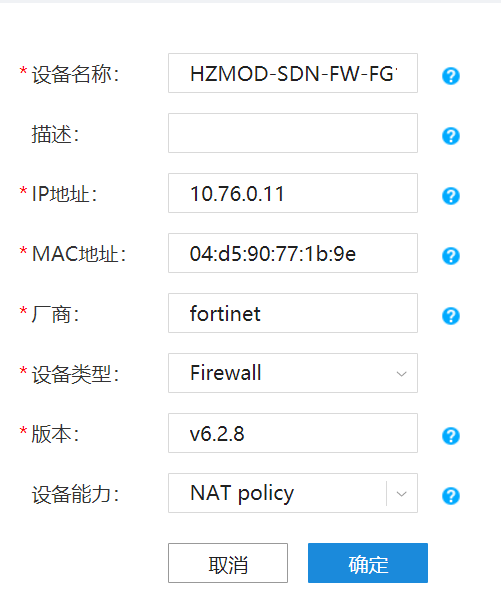 *设备名称： HZMOD-SDN-FW-FG
描述：
*IP地址： 10.76.0.11
*MAC地址： 04:d5:90:77:1b:9e
*厂商： fortinet
*设备类型： Firewall
*版本： v6.2.8
设备能力： NAT policy
取消 确定